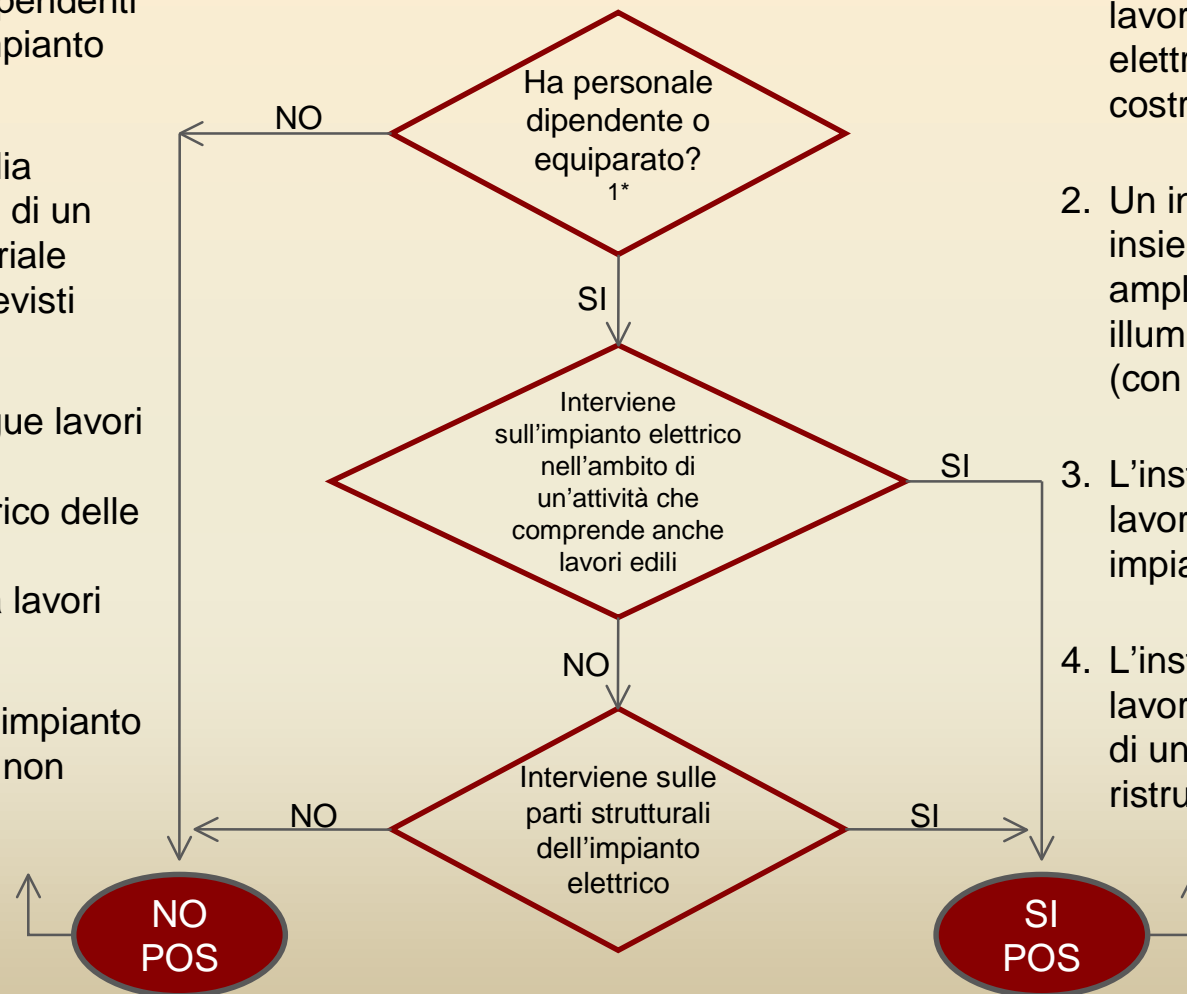 pendenti
pianto
lia
di un
riale
evisti
gue lavori
rico delle
a lavori
impianto
non
Ha personale
dipendente o
equiparato?
1*
NO
SI
Interviene
sull’impianto elettrico
nell’ambito di
un’attività che
comprende anche
lavori edili
SI
NO
Interviene sulle
parti strutturali
dell’impianto
elettrico
NO
SI
NO
POS
SI
POS
lavor
elettr
costr
2. Un in
insie
ampl
illum
(con
3. L’inst
lavor
impia
4. L’inst
lavor
di un
ristru